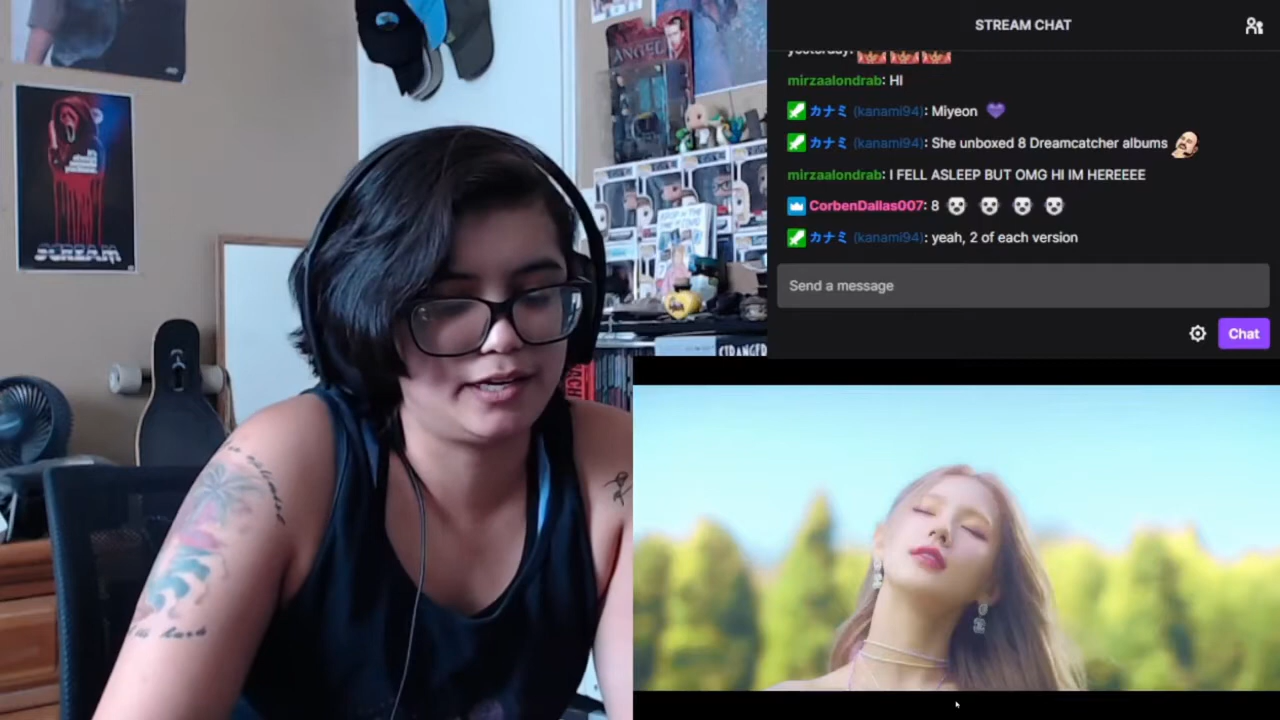 STREAM CHAT
yesterday:
mirzaalondrab: HI
カナミ (kanami94): Miyeon 💜
カナミ (kanami94): She unboxed 8 Dreamcatcher albums
mirzaalondrab: I FELL ASLEEP BUT OMG HI IM HEREEEE
CorbenDallas007: 8
カナミ (kanami94): yeah, 2 of each version
Send a message
Chat
ANGEL
SCREAM
STRANGER